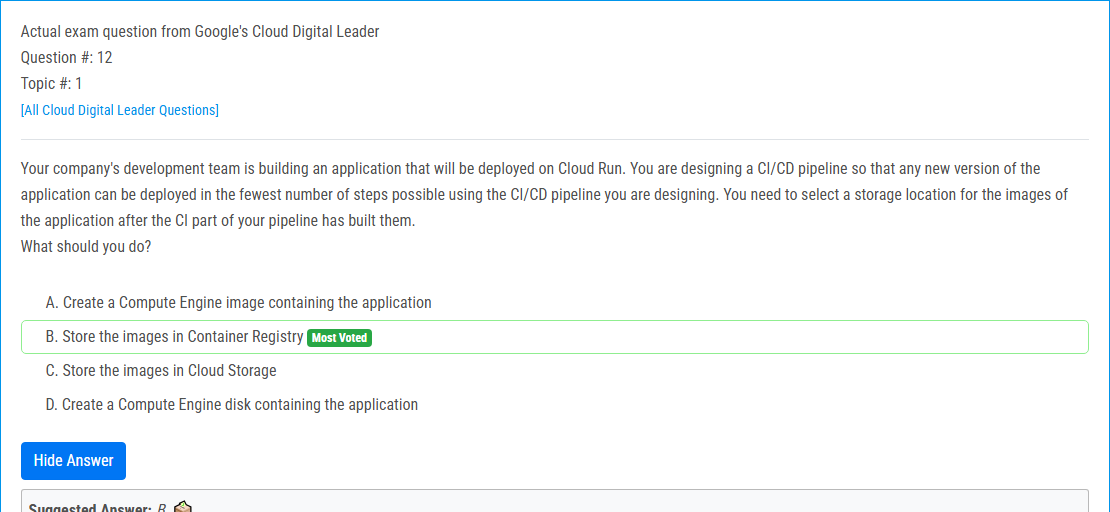 Actual exam question from Google's Cloud Digital Leader
Question #: 12
Topic #: 1
[All Cloud Digital Leader Questions]
Your company's development team is building an application that will be deployed on Cloud Run. You are designing a CI/CD pipeline so that any new version of the
application can be deployed in the fewest number of steps possible using the CI/CD pipeline you are designing. You need to select a storage location for the images of
the application after the CI part of your pipeline has built them.
What should you do?
A. Create a Compute Engine image containing the application
B. Store the images in Container Registry Most Voted
C. Store the images in Cloud Storage
D. Create a Compute Engine disk containing the application
Hide Answer
Suggested Answer: B